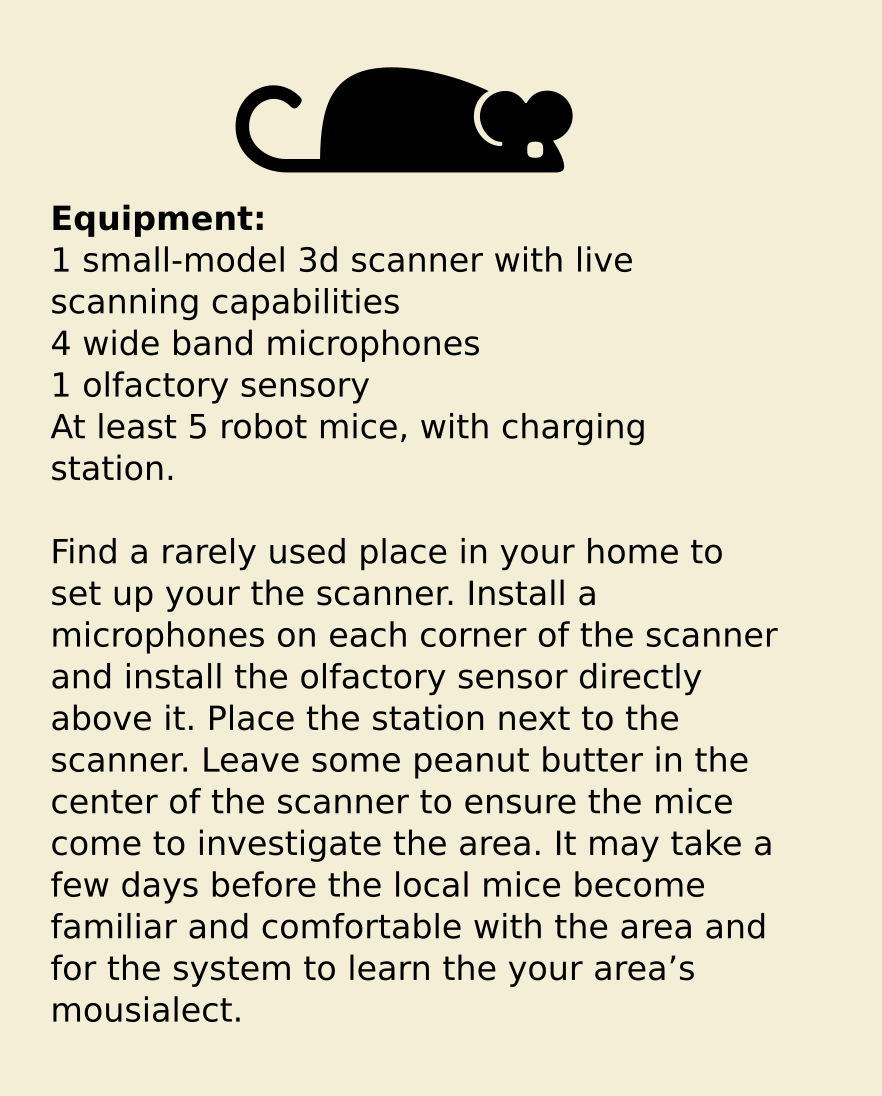 Equipment:
1 small-model 3d scanner with live
scanning capabilities
4 wide band microphones
1 olfactory sensory
At least 5 robot mice, with charging
station.
Find a rarely used place in your home to
set up your the scanner. Install a
microphones on each corner of the scanner
and install the olfactory sensor directly
above it. Place the station next to the
scanner. Leave some peanut butter in the
center of the scanner to ensure the mice
come to investigate the area. It may take a
few days before the local mice become
familiar and comfortable with the area and
for the system to learn the your area’s
mousialect.